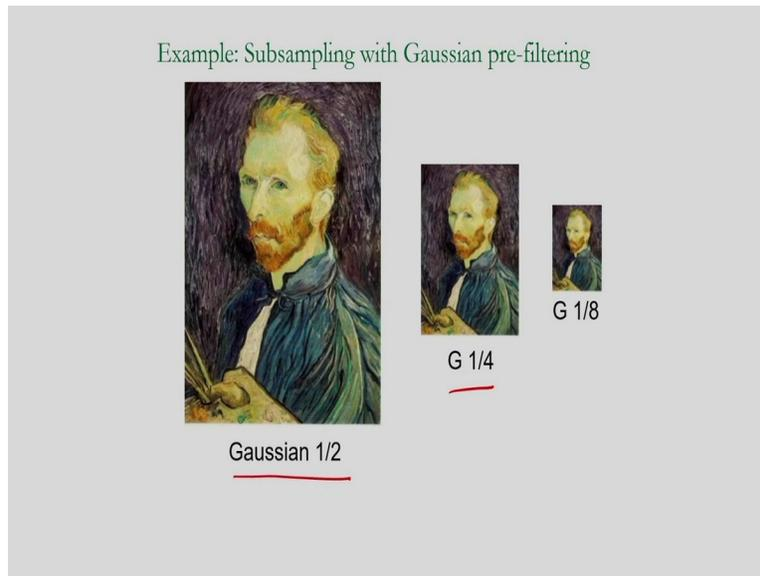 Example: Subsampling with Gaussian pre-filtering
G 1/8
G 1/4
Gaussian 1/2